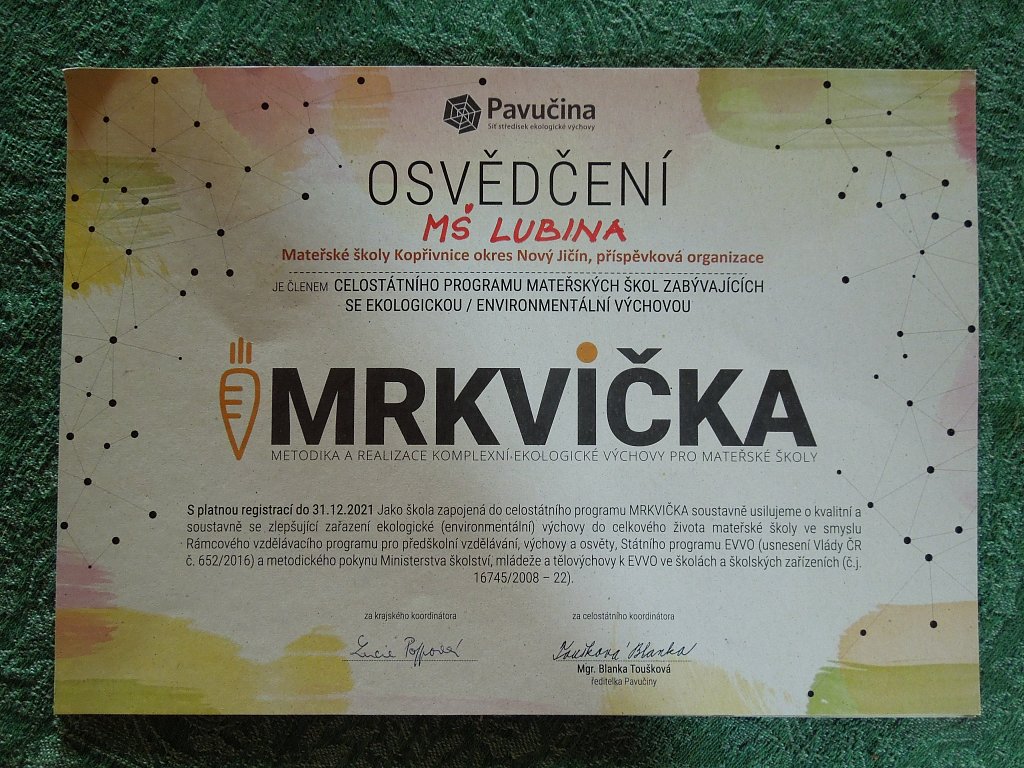 Pavučina
Síť středisek ekologické výchovy
OSVĚDČENÍ
MŠ LUBINA
Mateřské školy Kopřivnice okres Nový Jičín, příspěvková organizace
JE ČLENEM CELOSTÁTNÍHO PROGRAMU MATEŘSKÝCH ŠKOL ZABÝVAJÍCÍCH
SE EKOLOGICKOU / ENVIRONMENTÁLNÍ VÝCHOVOU
MRKVIČKA
METODIKA A REALIZACE KOMPLEXNÍ EKOLOGICKÉ VÝCHOVY PRO MATEŘSKÉ ŠKOLY
S platnou registrací do 31.12.2021 Jako škola zapojená do celostátního programu MRKVIČKA soustavně usilujeme o kvalitní a
soustavně se zlepšující zařazení ekologické (environmentální) výchovy do celkového života mateřské školy ve smyslu
Rámcového vzdělávacího programu pro předškolní vzdělávání, výchovy a osvěty, Státního programu EVVO (usnesení Vlády ČR
č. 652/2016) a metodického pokynu Ministerstva školství, mládeže a tělovýchovy k EVVO ve školách a školských zařízeních (č.j.
16745/2008 – 22).
za krajského koordinátora
za celostátního koordinátora
Lucie
Toušková Blanka
Mgr. Blanka Toušková
ředitelka Pavučiny